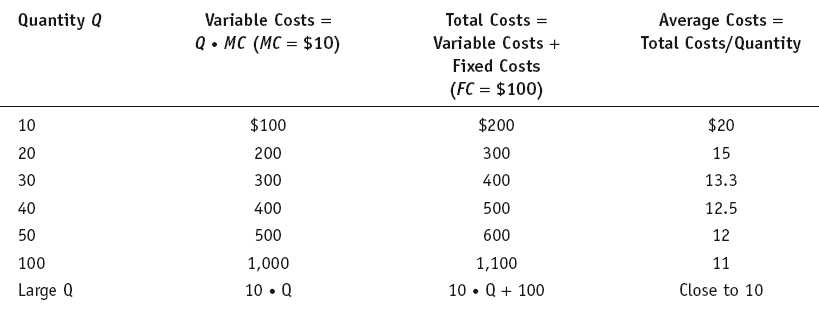 Quantity Q Variable Costs = Total Costs = Average Costs =
Q • MC (MC = $10) Variable Costs + Total Costs/Quantity
Fixed Costs
(FC = $100)
10 $100 $200 $20
20 200 300 15
30 300 400 13.3
40 400 500 12.5
50 500 600 12
100 1,000 1,100 11
Large Q 10 • Q 10 • Q + 100 Close to 10